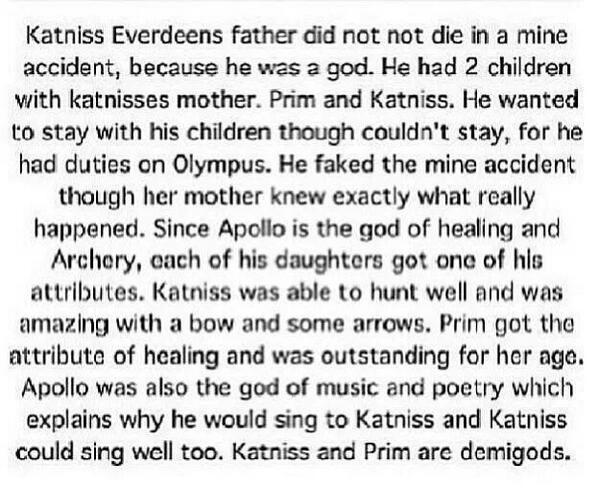 Katniss Everdeens father did not not die in a mine
accident, because he was a god. He had 2 children
with katnisses mother. Prim and Katniss. He wanted
to stay with his children though couldn't stay, for he
had duties on Olympus. He faked the mine accident
though her mother knew exactly what really
happened. Since Apollo is the god of healing and
Archery, each of his daughters got one of his
attributes. Katniss was able to hunt well and was
amazing with a bow and some arrows. Prim got the
attribute of healing and was outstanding for her age.
Apollo was also the god of music and poetry which
explains why he would sing to Katniss and Katniss
could sing well too. Katniss and Prim are demigods.